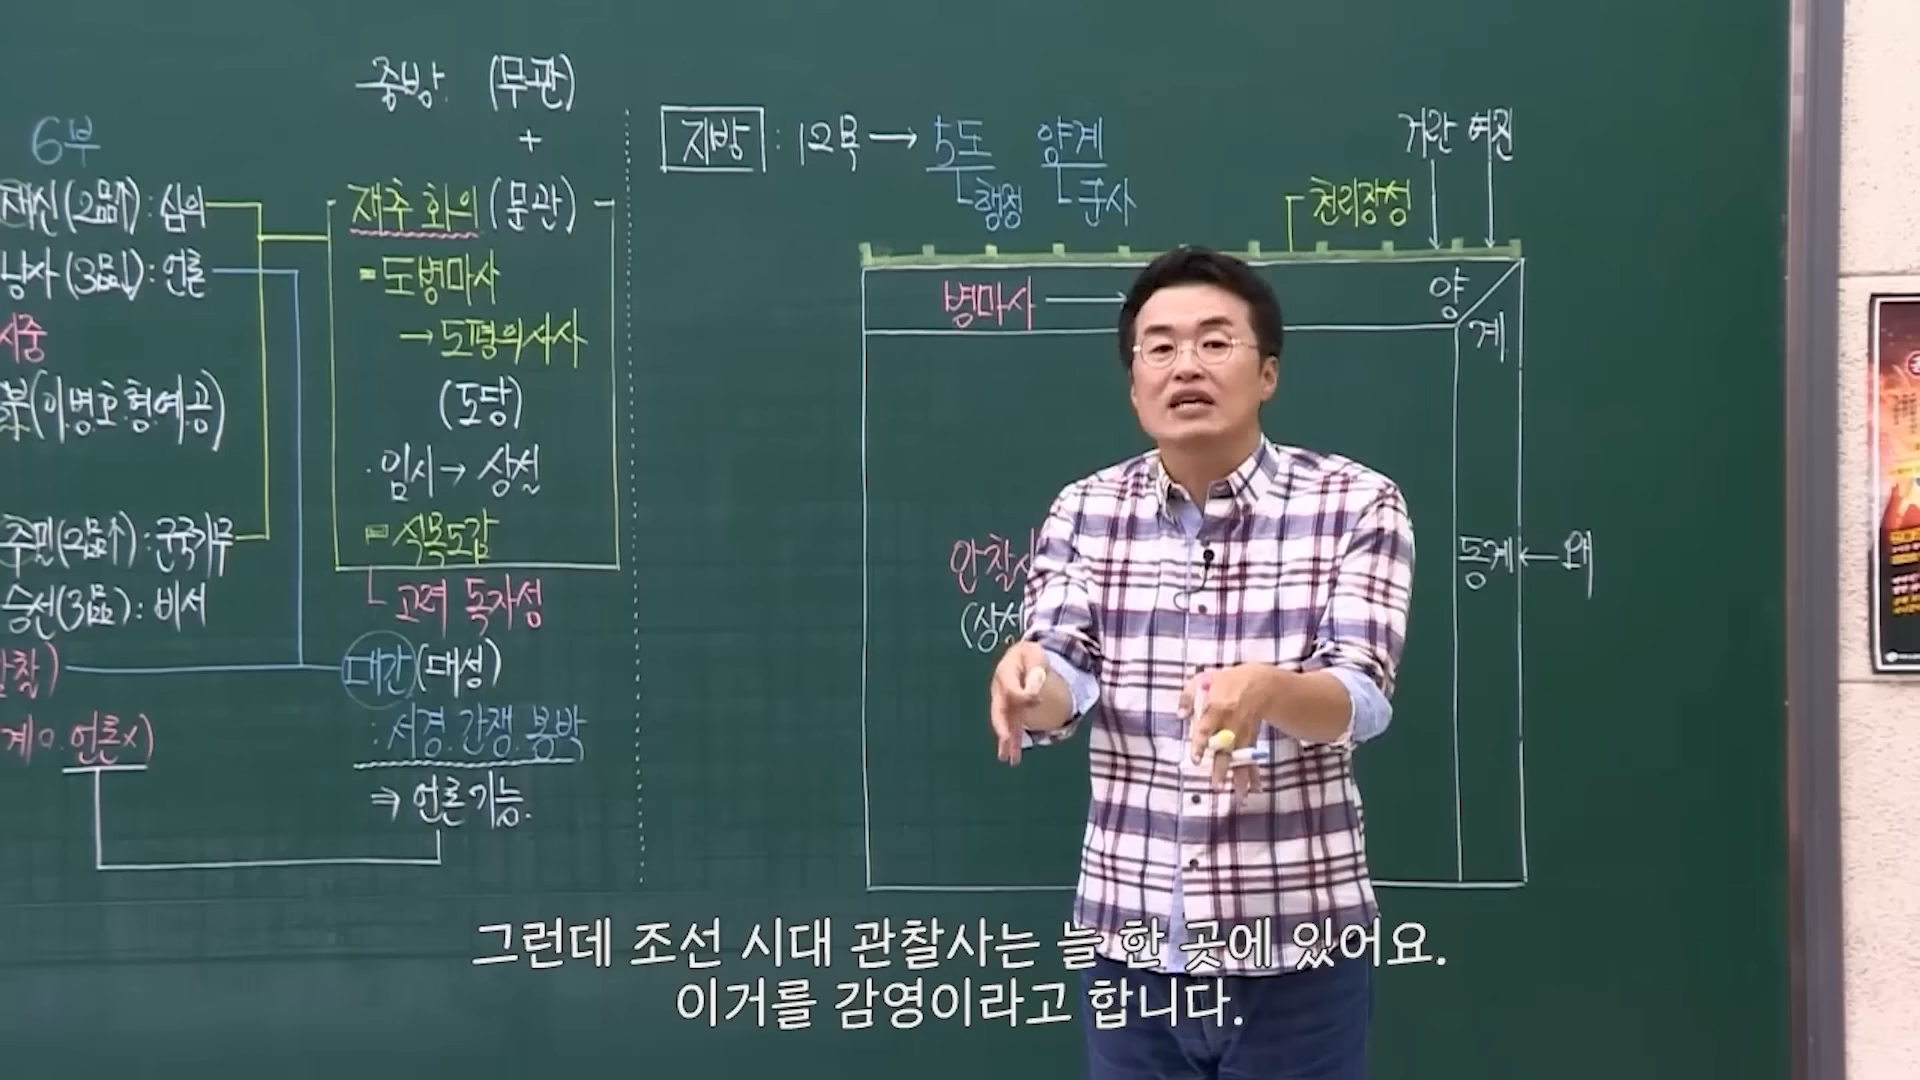 중방 (무관)
+
6부
재신(2품↑) : 심의
낭사(3품↓) : 언론
시중
(이.병.호.형.예.공)
추밀(2품↑) : 군국기무
승선(3품) : 비서
찰)
계o. 언론x)
재추 회의 (문관)
= 도병마사
→ 도평의사사
(도당)
· 임시 → 상설
= 식목도감
└ 고려 독자성
대간 (대성)
: 서경. 간쟁. 봉박
⇒ 언론기능.
지방 : 12목 → 5도 양계
└행정 └군사
천리장성
거란 여진
병마사 →
양
계
안찰사
(상설
동계 ← 왜
그런데 조선 시대 관찰사는 늘 한 곳에 있어요.
이거를 감영이라고 합니다.